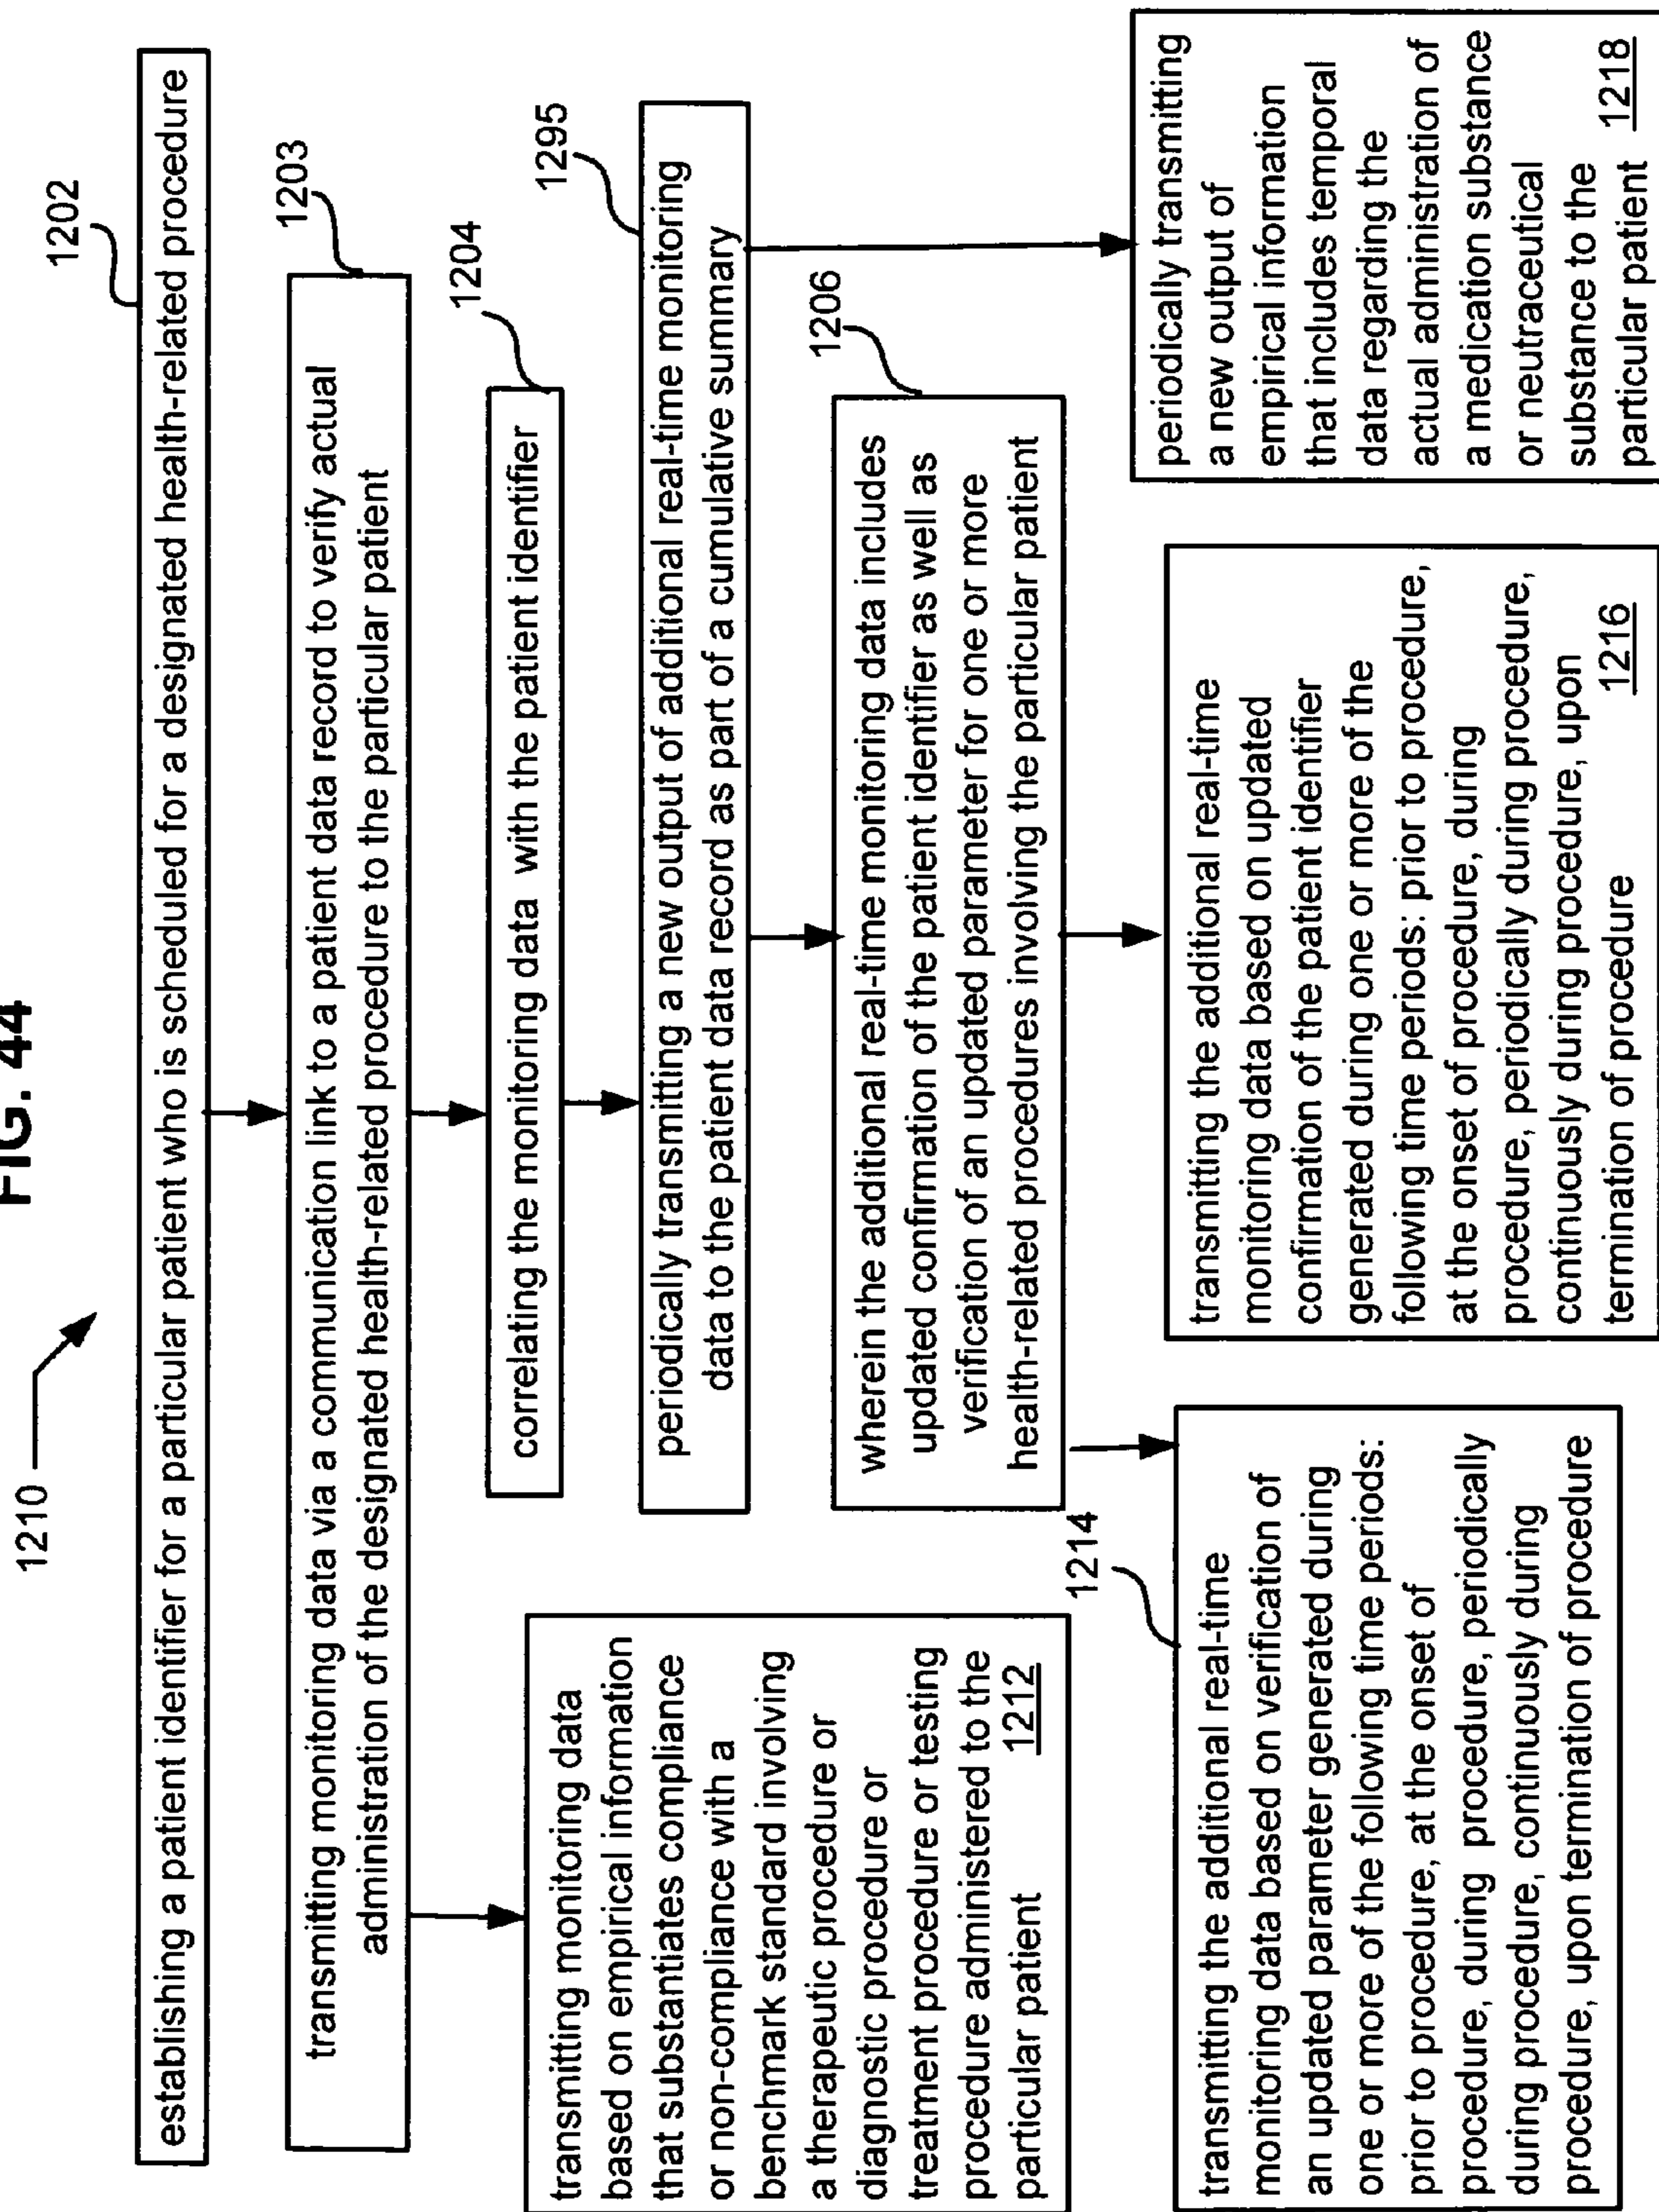 FIG. 44
1210
1202
establishing a patient identifier for a particular patient who is scheduled for a designated health-related procedure
1203
transmitting monitoring data via a communication link to a patient data record to verify actual
administration of the designated health-related procedure to the particular patient
1204
correlating the monitoring data with the patient identifier
1295
periodically transmitting a new output of additional real-time monitoring
data to the patient data record as part of a cumulative summary
1206
wherein the additional real-time monitoring data includes
updated confirmation of the patient identifier as well as
verification of an updated parameter for one or more
health-related procedures involving the particular patient
transmitting monitoring data
based on empirical information
that substantiates compliance
or non-compliance with a
benchmark standard involving
a therapeutic procedure or
diagnostic procedure or
treatment procedure or testing
procedure administered to the
particular patient 1212
1214
transmitting the additional real-time
monitoring data based on verification of
an updated parameter generated during
one or more of the following time periods:
prior to procedure, at the onset of
procedure, during procedure, periodically
during procedure, continuously during
procedure, upon termination of procedure
transmitting the additional real-time
monitoring data based on updated
confirmation of the patient identifier
generated during one or more of the
following time periods: prior to procedure,
at the onset of procedure, during
procedure, periodically during procedure,
continuously during procedure, upon
termination of procedure 1216
periodically transmitting
a new output of
empirical information
that includes temporal
data regarding the
actual administration of
a medication substance
or neutraceutical
substance to the
particular patient 1218